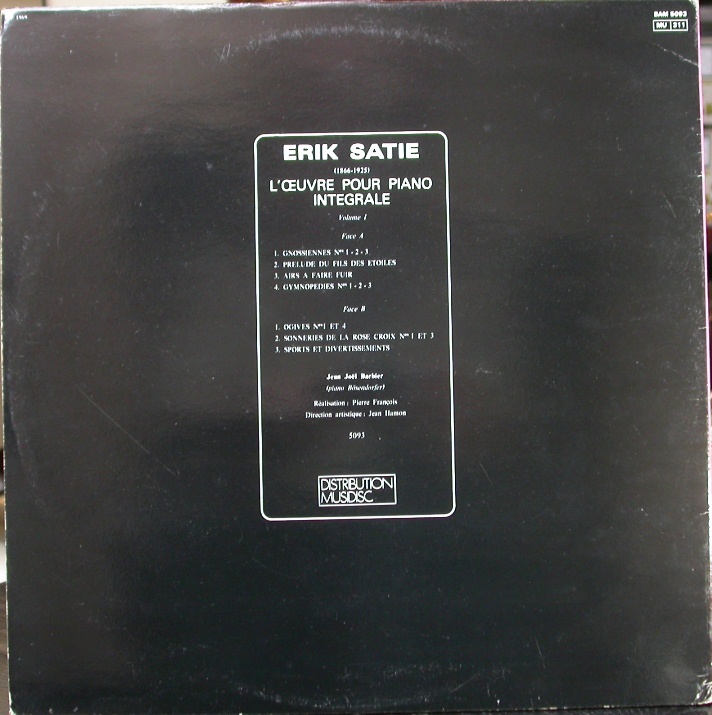 BAM 5093
MU 311
ERIK SATIE
(1866-1925)
L'ŒUVRE POUR PIANO
INTEGRALE
Volume I
Face A
1. GNOSSIENNES Nos 1 - 2 - 3
2. PRELUDE DU FILS DES ETOILES
3. AIRS A FAIRE FUIR
4. GYMNOPEDIES Nos 1 - 2 - 3
Face B
1. OGIVES Nos 1 ET 4
2. SONNERIES DE LA ROSE CROIX Nos 1 ET 3
3. SPORTS ET DIVERTISSEMENTS
Jean Joël Barbier
(piano Bösendorfer)
Réalisation : Pierre François
Direction artistique : Jean Hamon
5093
DISTRIBUTION
MUSIDISC